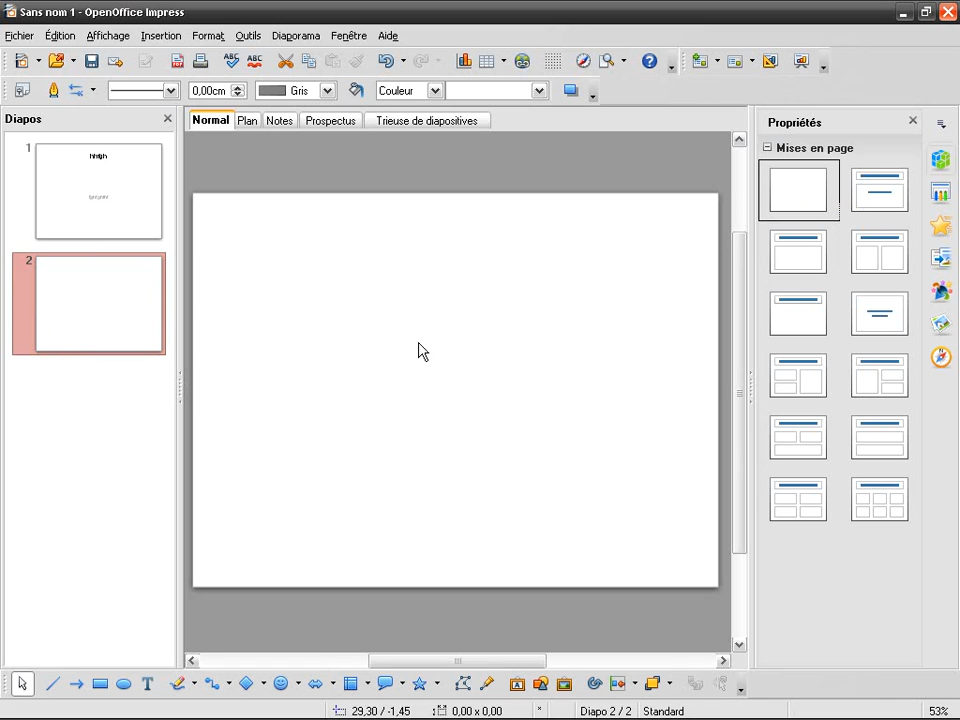 Sans nom 1 - OpenOffice Impress
Fichier Édition Affichage Insertion Format Outils Diaporama Fenêtre Aide
0,00cm Gris Couleur
Diapos
Normal Plan Notes Prospectus Trieuse de diapositives
Propriétés
Mises en page
1
2
29,30 / -1,45 0,00 x 0,00 * Diapo 2 / 2 Standard 53%